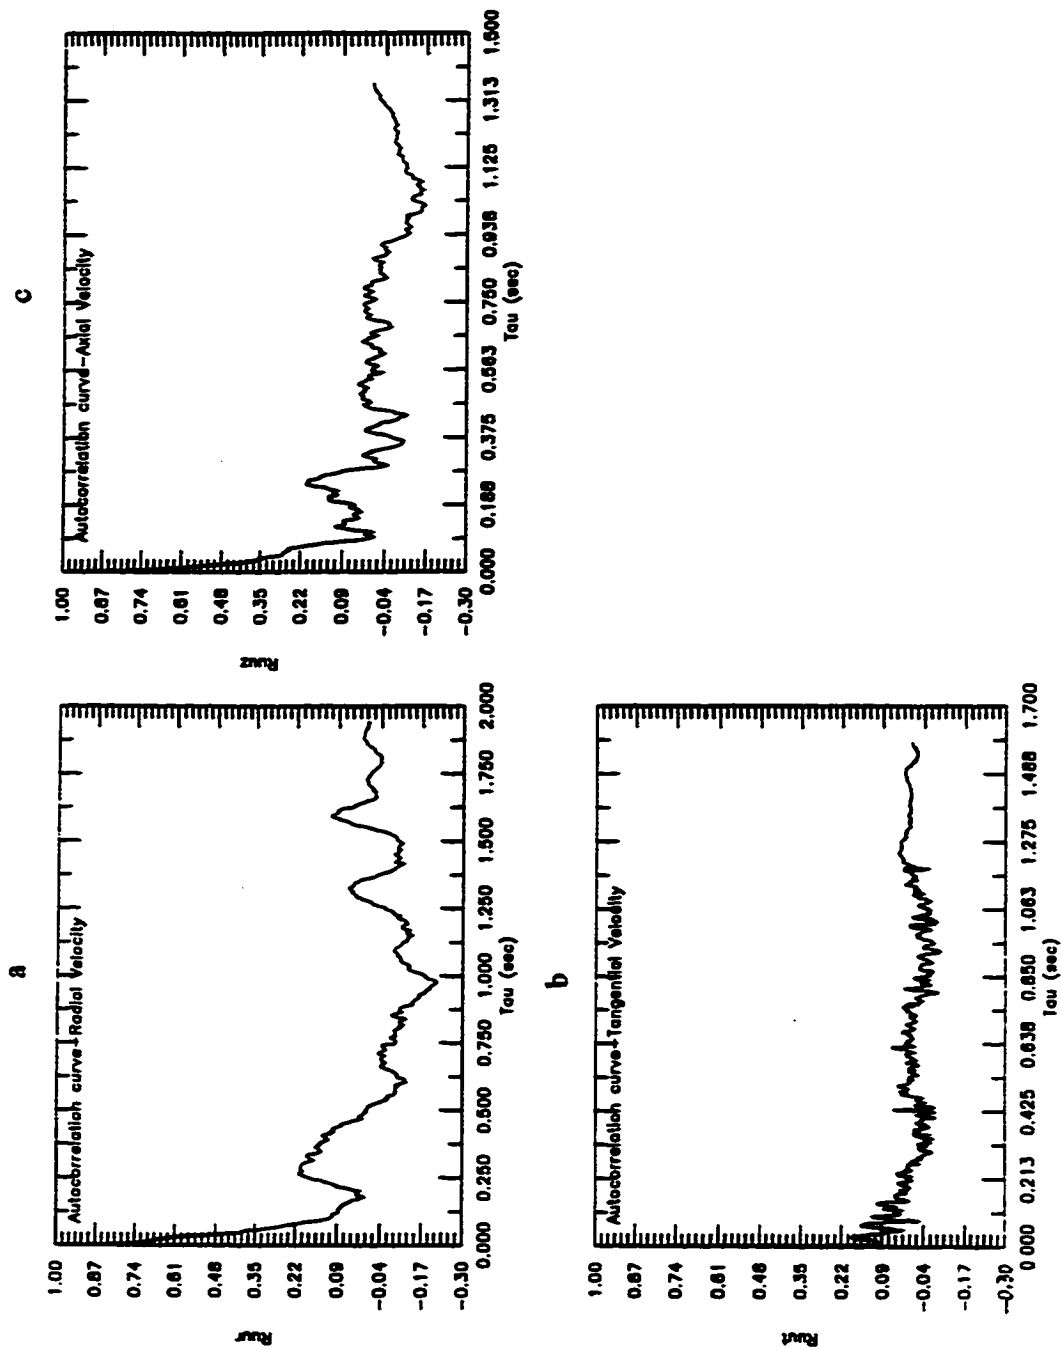 a
Autocorrelation curve-Radial Velocity
1.00
0.87
0.74
0.61
0.48
0.35
0.22
0.09
-0.04
-0.17
-0.30
Ruur
0.000 0.250 0.500 0.750 1.000 1.250 1.500 1.750 2.000
Tau (sec)
b
Autocorrelation curve-Tangential Velocity
1.00
0.87
0.74
0.61
0.48
0.35
0.22
0.09
-0.04
-0.17
-0.30
Ruut
0.000 0.213 0.425 0.638 0.850 1.063 1.275 1.488 1.700
Tau (sec)
c
Autocorrelation curve-Axial Velocity
1.00
0.87
0.74
0.61
0.48
0.35
0.22
0.09
-0.04
-0.17
-0.30
Ruuz
0.000 0.188 0.375 0.563 0.750 0.938 1.125 1.313 1.500
Tau (sec)